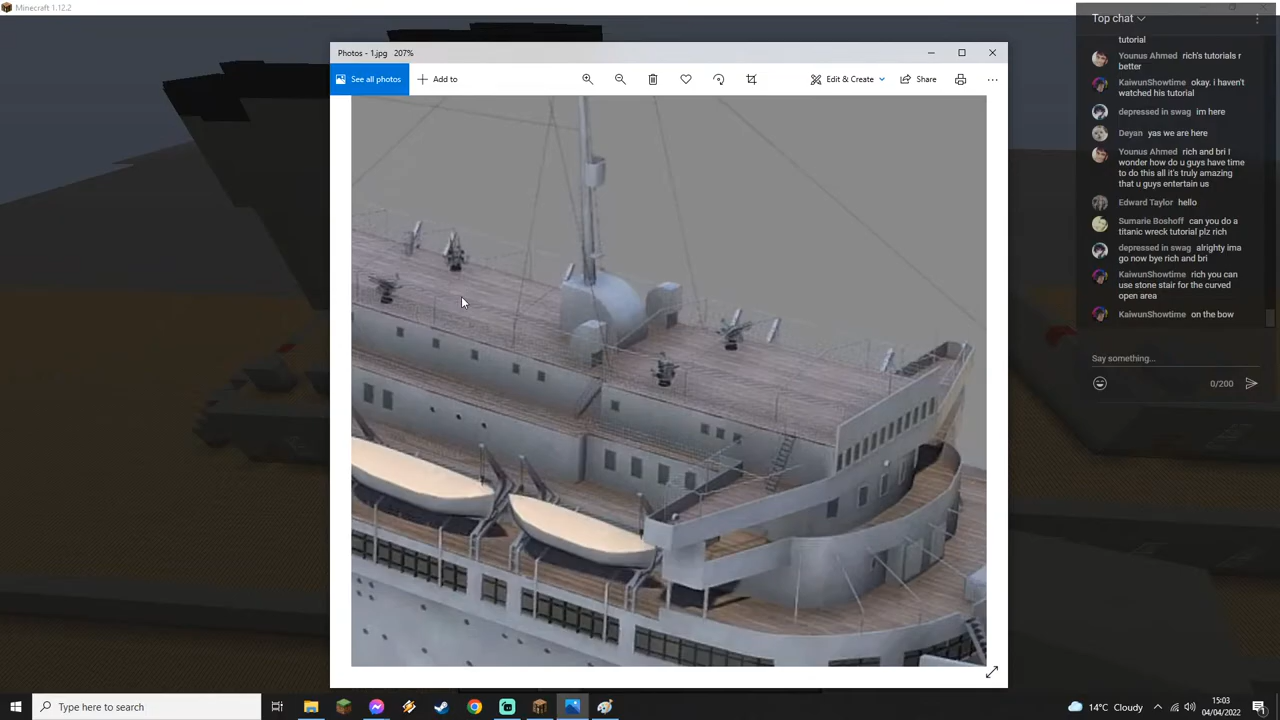 Minecraft 1.12.2
Top chat
tutorial
Younus Ahmed rich's tutorials r
better
KaiwunShowtime okay. i haven't
watched his tutorial
depressed in swag im here
Deyan yas we are here
Younus Ahmed rich and bri I
wonder how do u guys have time
to do this all it's truly amazing
that u guys entertain us
Edward Taylor hello
Sumarie Boshoff can you do a
titanic wreck tutorial plz rich
depressed in swag alrighty ima
go now bye rich and bri
KaiwunShowtime rich you can
use stone stair for the curved
open area
KaiwunShowtime on the bow
Say something...
0/200
Photos - 1.jpg 207%
See all photos
Add to
Edit & Create
Share
Type here to search
14°C Cloudy
15:03
04/04/2022